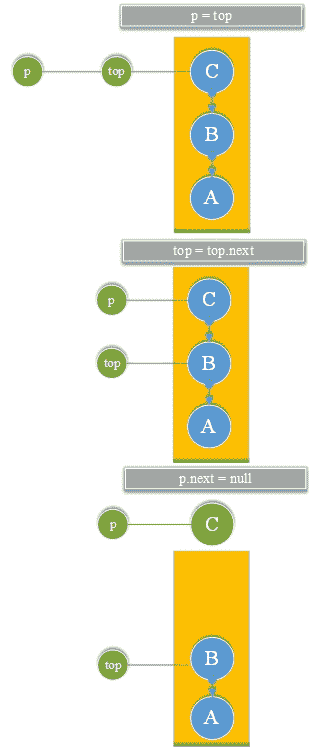 p = top
p top C
B
A
top = top.next
p C
top B
A
p.next = null
p C
top B
A